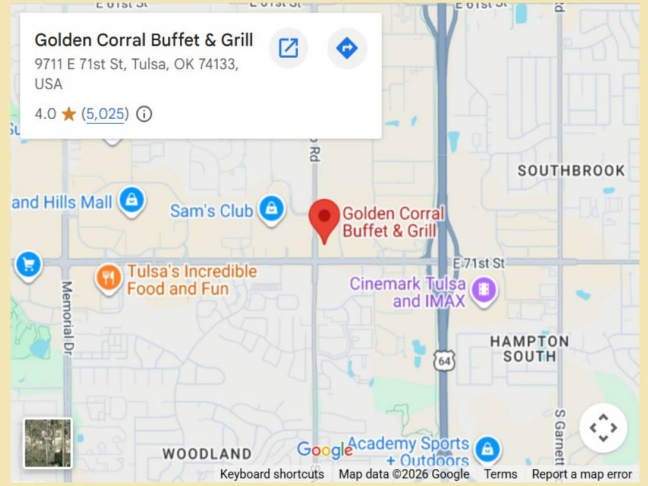 E 61st St
Golden Corral Buffet & Grill
9711 E 71st St, Tulsa, OK 74133,
USA
4.0 ★ (5,025)
Rd
SOUTHBROOK
and Hills Mall
Sam's Club
Golden Corral
Buffet & Grill
E 71st St
Tulsa's Incredible
Food and Fun
Cinemark Tulsa
and IMAX
Memorial Dr
HAMPTON
SOUTH
64
S Garnett
WOODLAND
Google
Academy Sports
+ Outdoors
Keyboard shortcuts Map data ©2026 Google Terms Report a map error